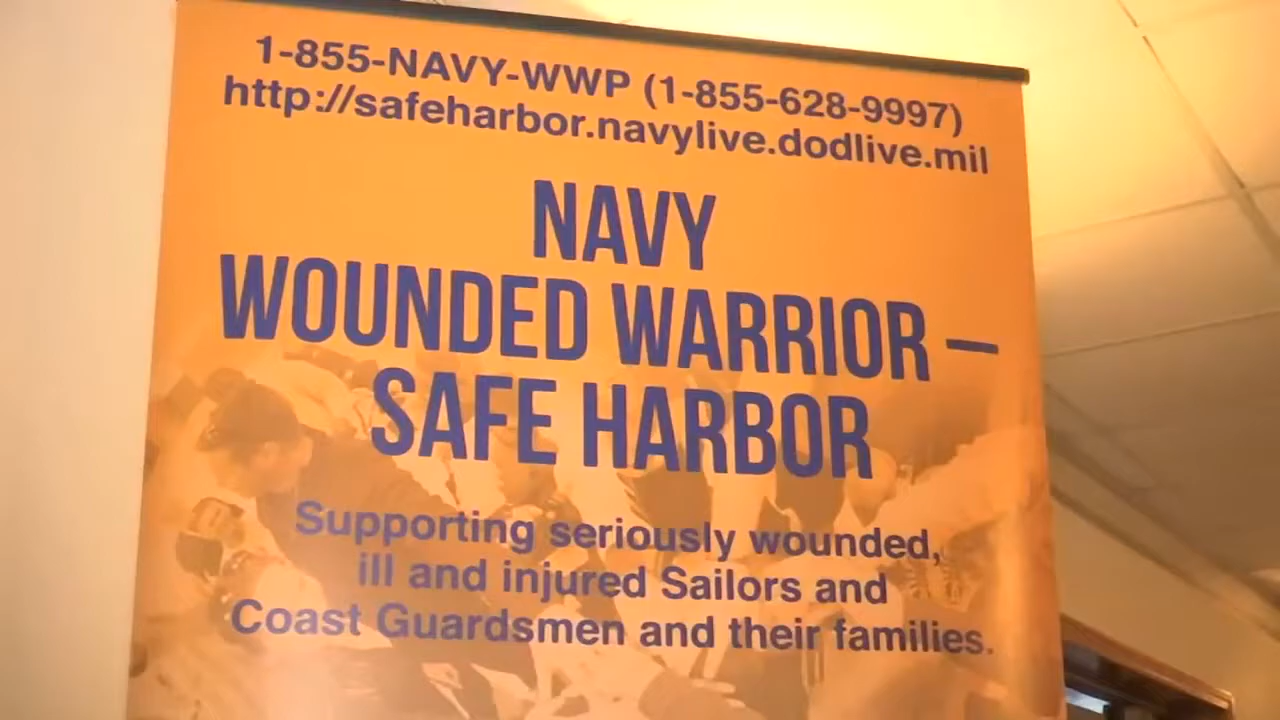 1-855-NAVY-WWP (1-855-628-9997)
http://safeharbor.navylive.dodlive.mil
NAVY
WOUNDED WARRIOR –
SAFE HARBOR
Supporting seriously wounded,
ill and injured Sailors and
Coast Guardsmen and their families.